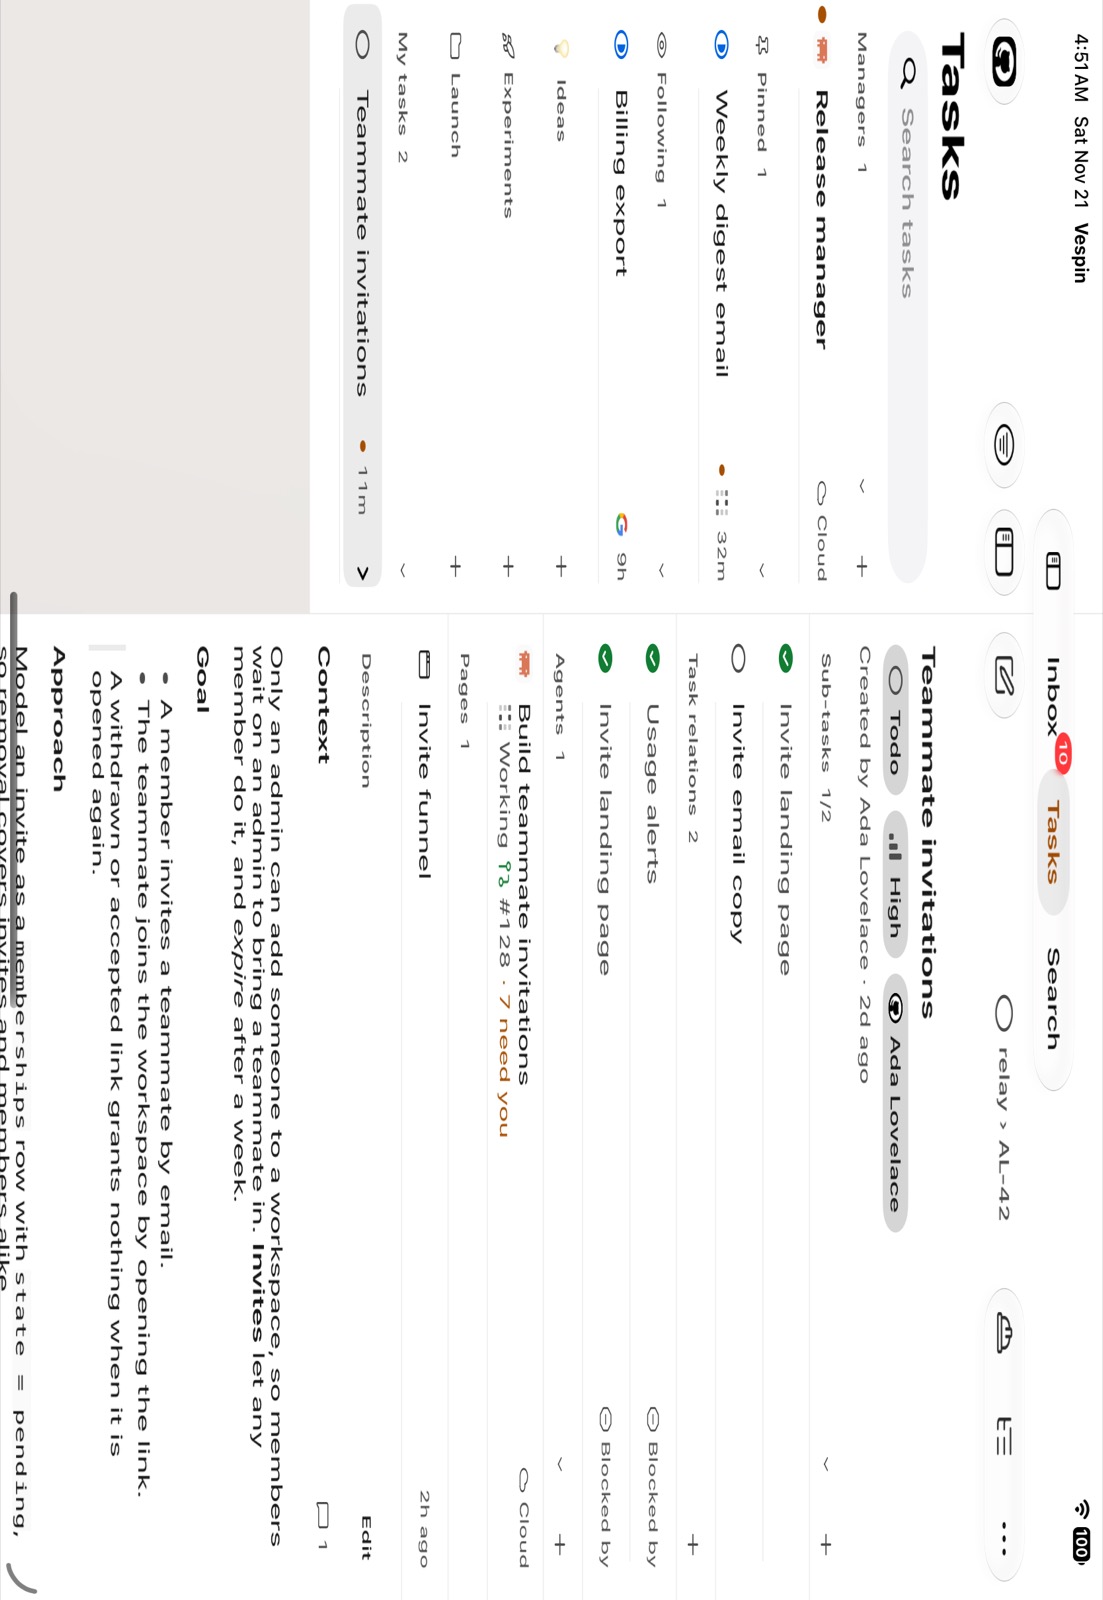 4:51 AM Sat Nov 21 Vespin
100
Inbox 10 Tasks Search
relay › AL-42
Tasks
Search tasks
Managers 1
Release manager Cloud
Pinned 1
Weekly digest email 32m
Following 1
Billing export 9h
Ideas
Experiments
Launch
My tasks 2
Teammate invitations 11m
Teammate invitations
Todo High Ada Lovelace
Created by Ada Lovelace · 2d ago
Sub-tasks 1/2
Invite landing page
Invite email copy
Task relations 2
Usage alerts Blocked by
Invite landing page Blocked by
Agents 1
Build teammate invitations Cloud
Working #128 · 7 need you
Pages 1
Invite funnel 2h ago
Description Edit
Context 1
Only an admin can add someone to a workspace, so members
wait on an admin to bring a teammate in. Invites let any
member do it, and expire after a week.
Goal
• A member invites a teammate by email.
• The teammate joins the workspace by opening the link.
A withdrawn or accepted link grants nothing when it is
opened again.
Approach
Model an invite as a memberships row with state = pending,
so removal covers invites and members alike.